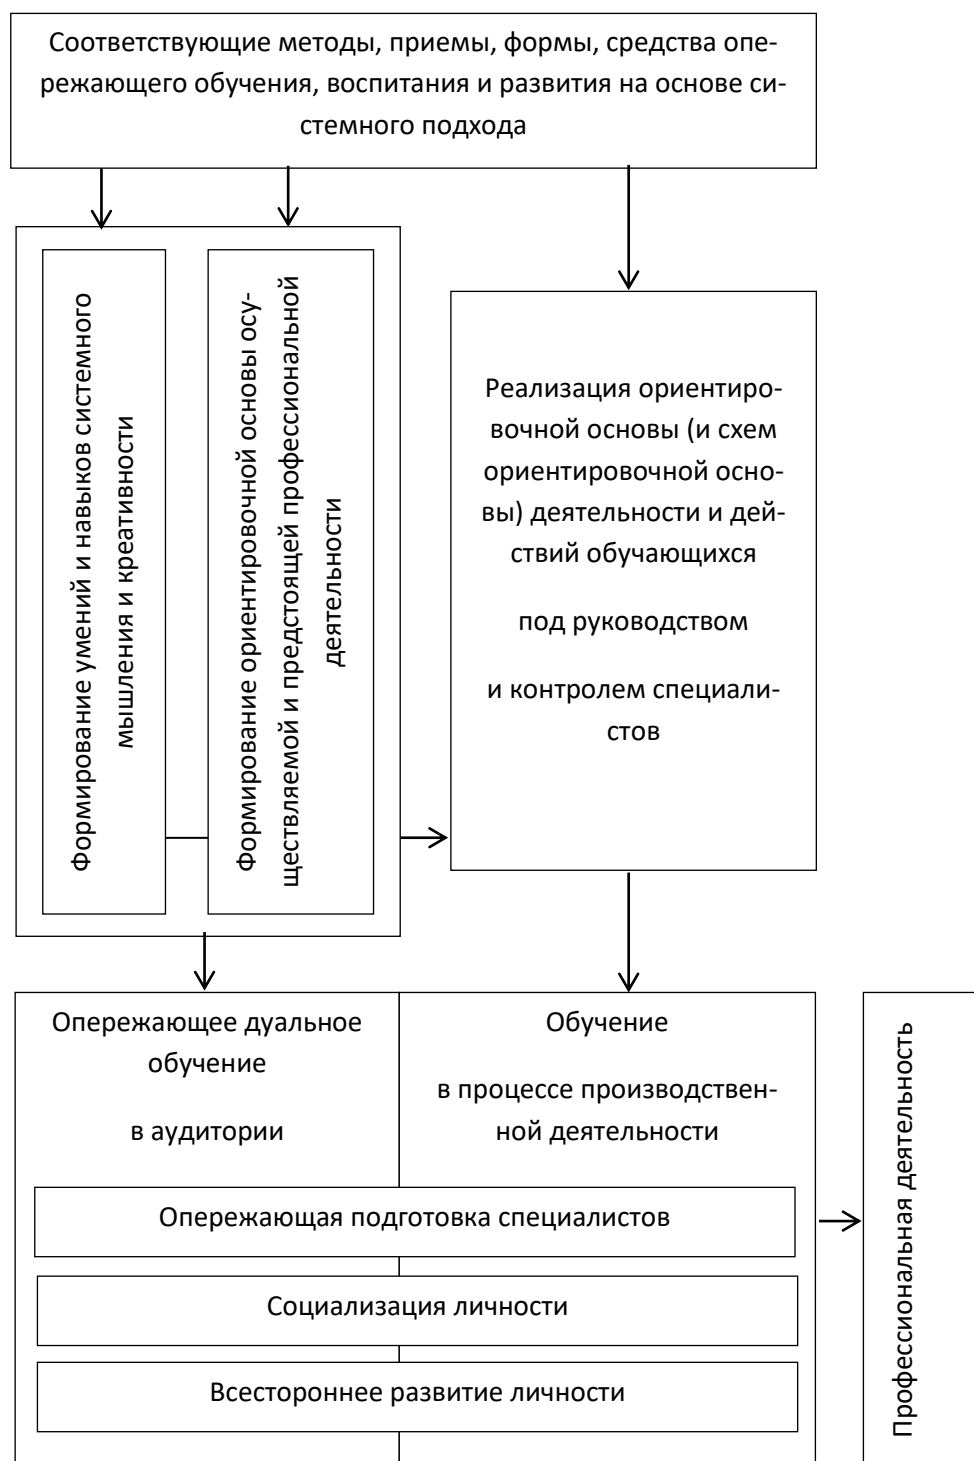 Соответствующие методы, приемы, формы, средства опе-
режающего обучения, воспитания и развития на основе си-
стемного подхода
Формирование умений и навыков системного
мышления и креативности
Формирование ориентировочной основы осу-
ществляемой и предстоящей профессиональной
деятельности
Реализация ориентиро-
вочной основы (и схем
ориентировочной осно-
вы) деятельности и дей-
ствий обучающихся
под руководством
и контролем специали-
стов
Опережающее дуальное
обучение
в аудитории
Обучение
в процессе производствен-
ной деятельности
Опережающая подготовка специалистов
Социализация личности
Всестороннее развитие личности
Профессиональная деятельность